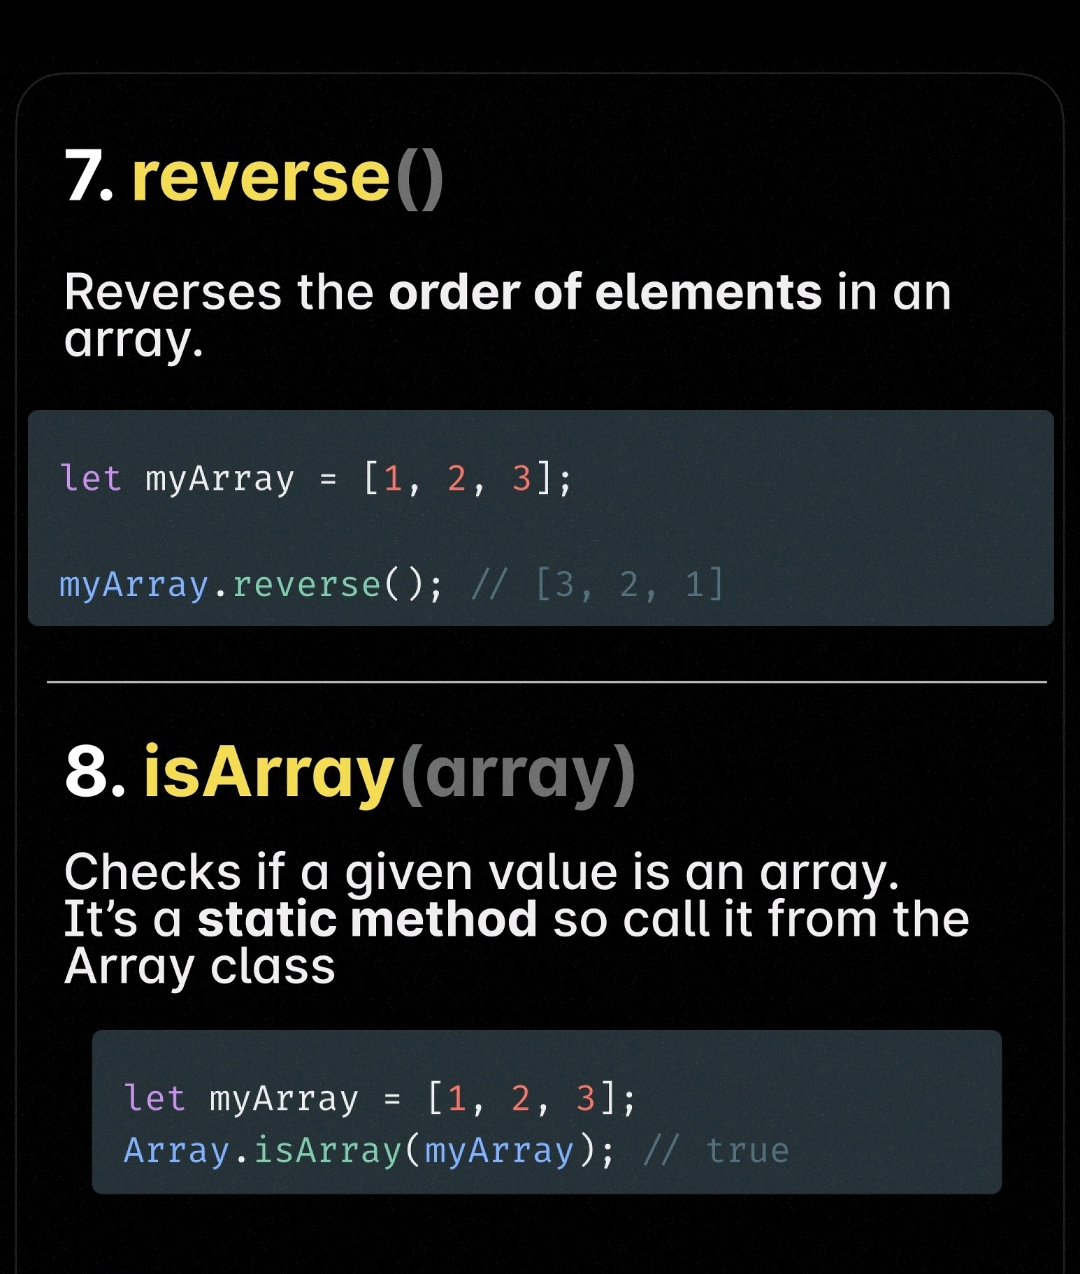 7. reverse()
Reverses the order of elements in an
array.
let myArray = [1, 2, 3];
myArray.reverse(); // [3, 2, 1]
8. isArray(array)
Checks if a given value is an array.
It’s a static method so call it from the
Array class
let myArray = [1, 2, 3];
Array.isArray(myArray); // true